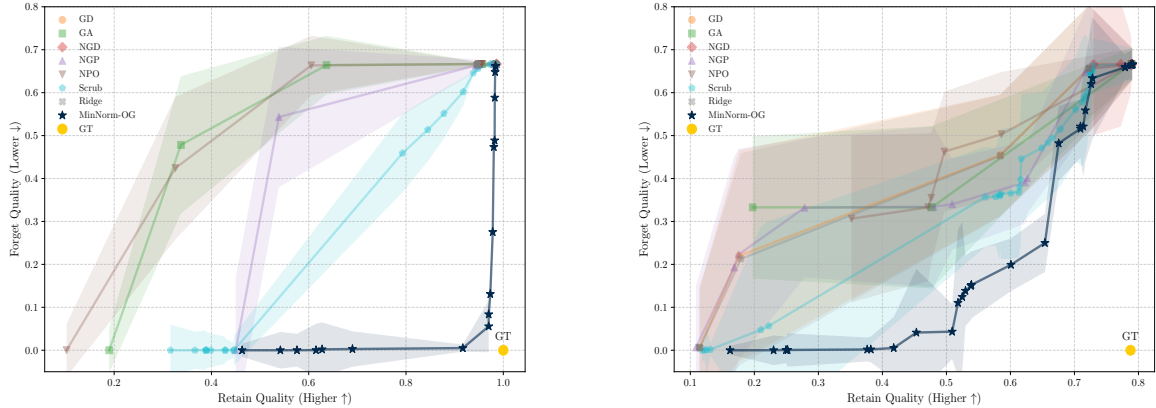 0.8
0.7
0.6
0.5
0.4
0.3
0.2
0.1
0.0
Forget Quality (Lower ↓)
GD
GA
NGD
NGP
NPO
Scrub
Ridge
MinNorm-OG
GT
GT
0.2
0.4
0.6
0.8
1.0
Retain Quality (Higher ↑)
0.8
0.7
0.6
0.5
0.4
0.3
0.2
0.1
0.0
Forget Quality (Lower ↓)
GD
GA
NGD
NGP
NPO
Scrub
Ridge
MinNorm-OG
GT
GT
0.1
0.2
0.3
0.4
0.5
0.6
0.7
0.8
Retain Quality (Higher ↑)